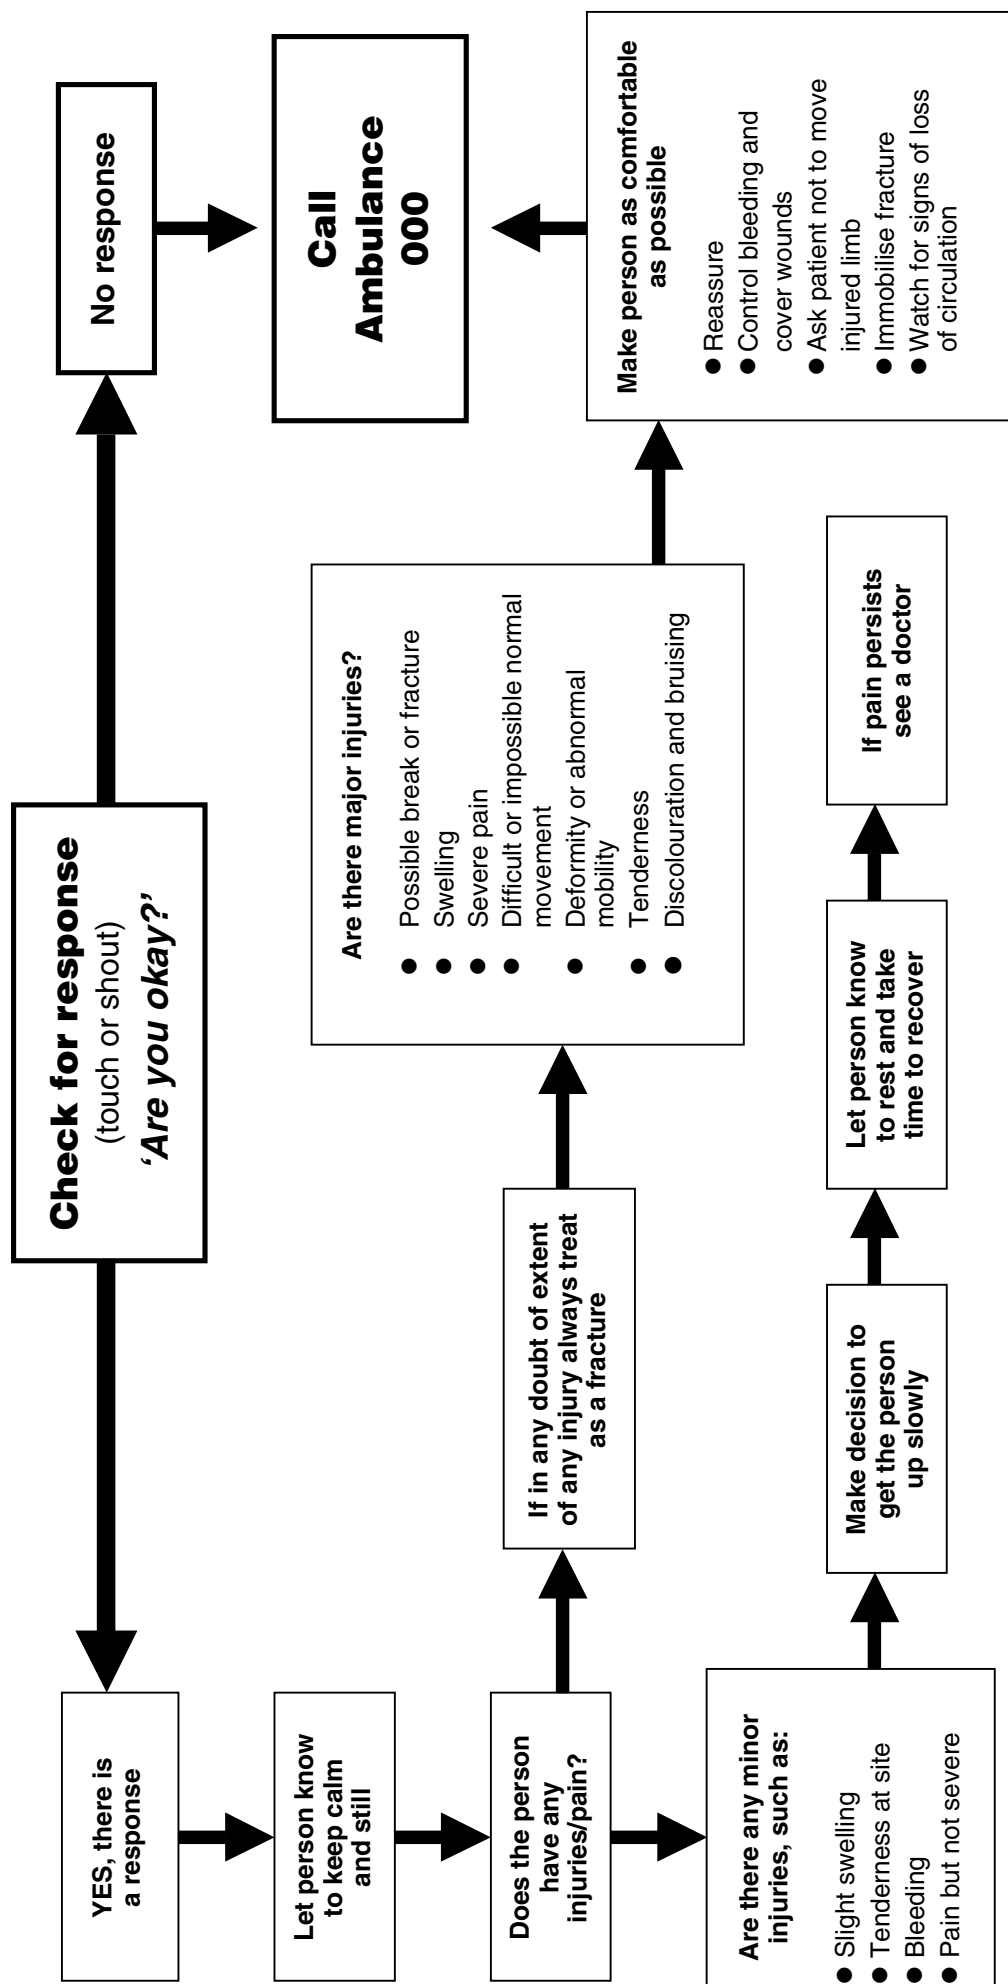 Check for response
(touch or shout)
‘Are you okay?’
No response
Call
Ambulance
000
YES, there is
a response
Let person know
to keep calm
and still
Does the person
have any
injuries/pain?
If in any doubt of extent
of any injury always treat
as a fracture
Are there major injuries?
● Possible break or fracture
● Swelling
● Severe pain
● Difficult or impossible normal
movement
● Deformity or abnormal
mobility
● Tenderness
● Discolouration and bruising
Make person as comfortable
as possible
● Reassure
● Control bleeding and
cover wounds
● Ask patient not to move
injured limb
● Immobilise fracture
● Watch for signs of loss
of circulation
Are there any minor
injuries, such as:
● Slight swelling
● Tenderness at site
● Bleeding
● Pain but not severe
Make decision to
get the person
up slowly
Let person know
to rest and take
time to recover
If pain persists
see a doctor